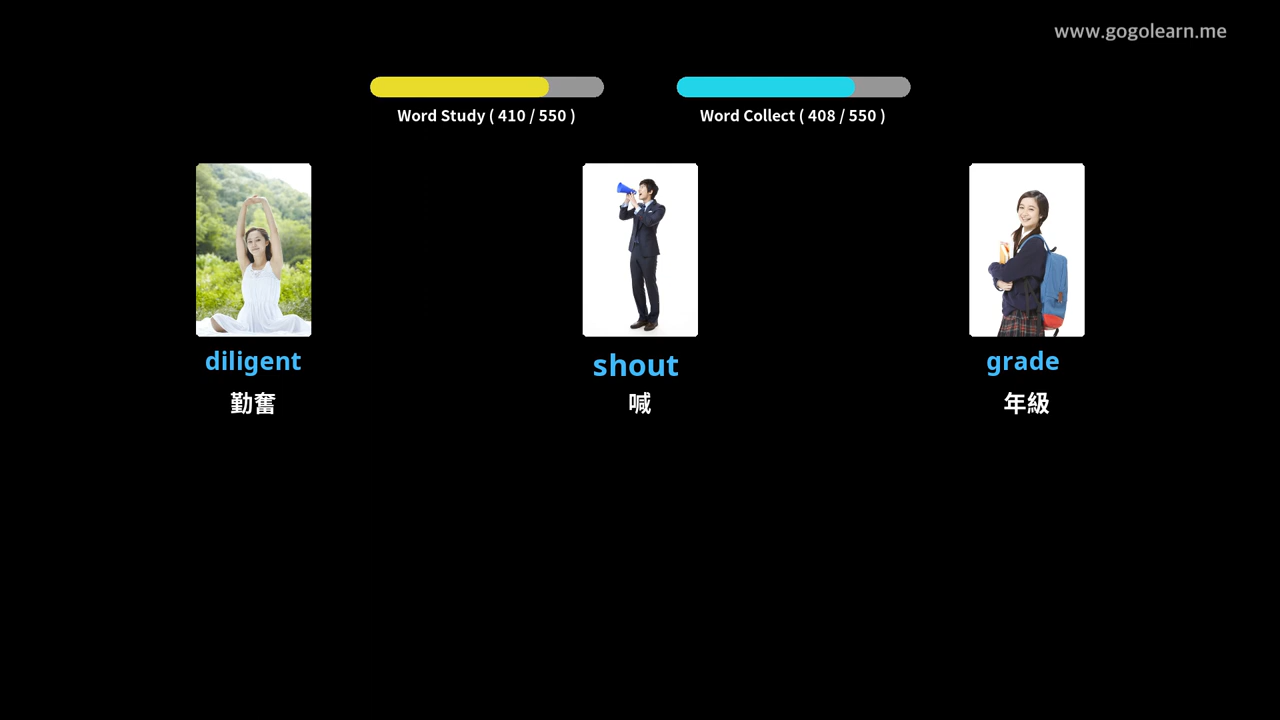 www.gogolearn.me
Word Study ( 410 / 550 )
Word Collect ( 408 / 550 )
diligent
勤奮
shout
喊
grade
年級